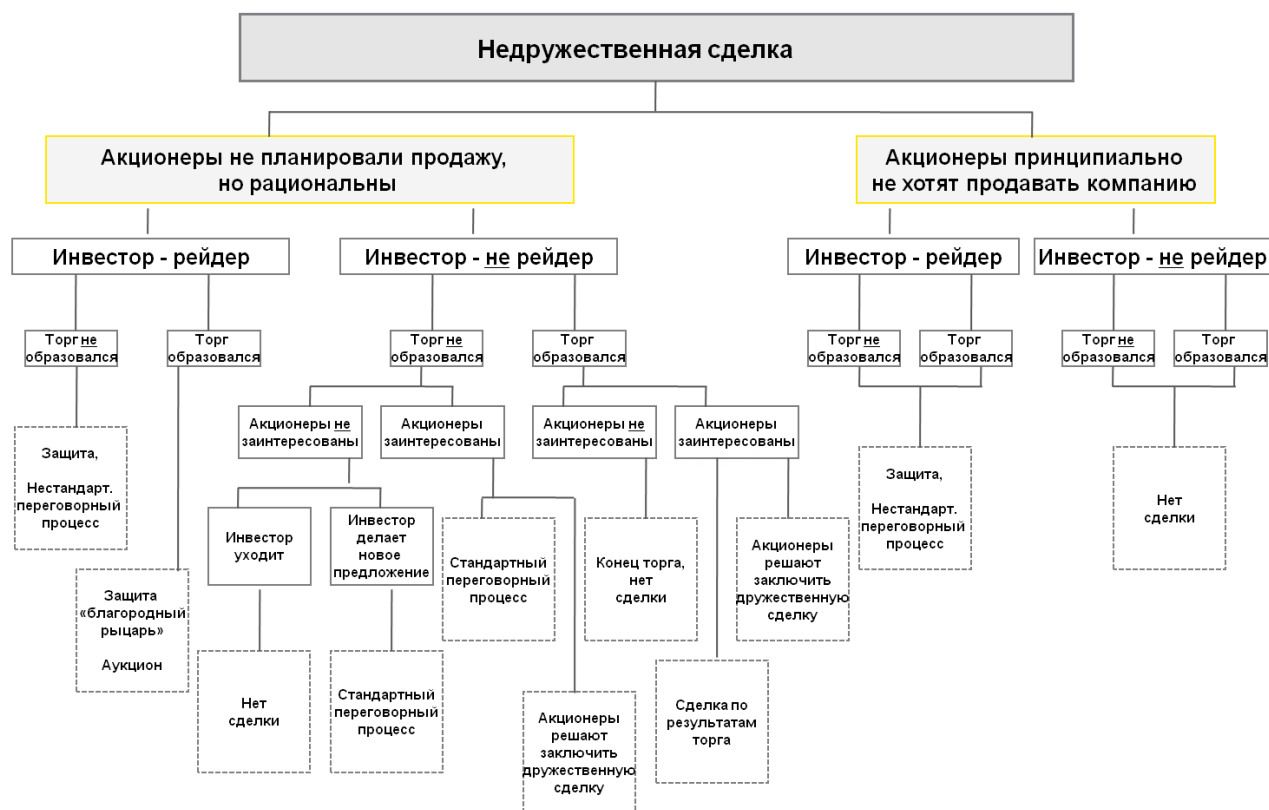 Недружественная сделка
Акционеры не планировали продажу,
но рациональны
Акционеры принципиально
не хотят продавать компанию
Инвестор - рейдер
Инвестор - не рейдер
Инвестор - рейдер
Инвестор - не рейдер
Торг не
образовался
Торг
образовался
Торг не
образовался
Торг
образовался
Торг не
образовался
Торг
образовался
Торг не
образовался
Торг
образовался
Акционеры не
заинтересованы
Акционеры
заинтересованы
Акционеры не
заинтересованы
Акционеры
заинтересованы
Защита,
Нестандарт.
переговорный
процесс
Защита,
Нестандарт.
переговорный
процесс
Нет
сделки
Инвестор
уходит
Инвестор
делает
новое
предложение
Стандартный
переговорный
процесс
Конец торга,
нет
сделки
Акционеры
решают
заключить
дружественную
сделку
Защита
«благородный
рыцарь»
Аукцион
Нет
сделки
Стандартный
переговорный
процесс
Акционеры
решают
заключить
дружественную
сделку
Сделка по
результатам
торга